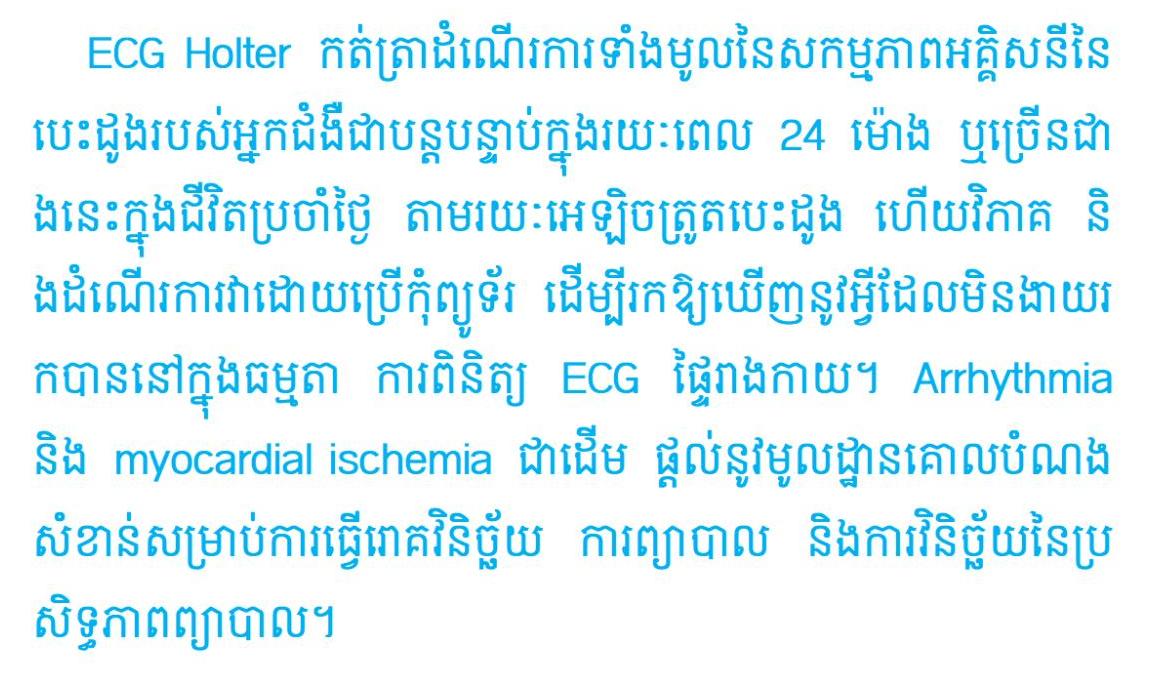 ECG Holter កត់ត្រាដំណើរការទាំងមូលនៃសកម្មភាពអគ្គិសនីនៃ
បេះដូងរបស់អ្នកជំងឺជាបន្តបន្ទាប់ក្នុងរយៈពេល 24 ម៉ោង ឬច្រើនជា
ងនេះក្នុងជីវិតប្រចាំថ្ងៃ តាមរយៈអេឡិចត្រូតបេះដូង ហើយវិភាគ និ
ងដំណើរការវាដោយប្រើកុំព្យូទ័រ ដើម្បីរកឱ្យឃើញនូវអ្វីដែលមិនងាយរ
កបាននៅក្នុងធម្មតា ការពិនិត្យ ECG ផ្ទៃរាងកាយ។ Arrhythmia
និង myocardial ischemia ជាដើម ផ្តល់នូវមូលដ្ឋានគោលបំណង
សំខាន់សម្រាប់ការធ្វើរោគវិនិច្ឆ័យ ការព្យាបាល និងការវិនិច្ឆ័យនៃប្រ
សិទ្ធភាពព្យាបាល។